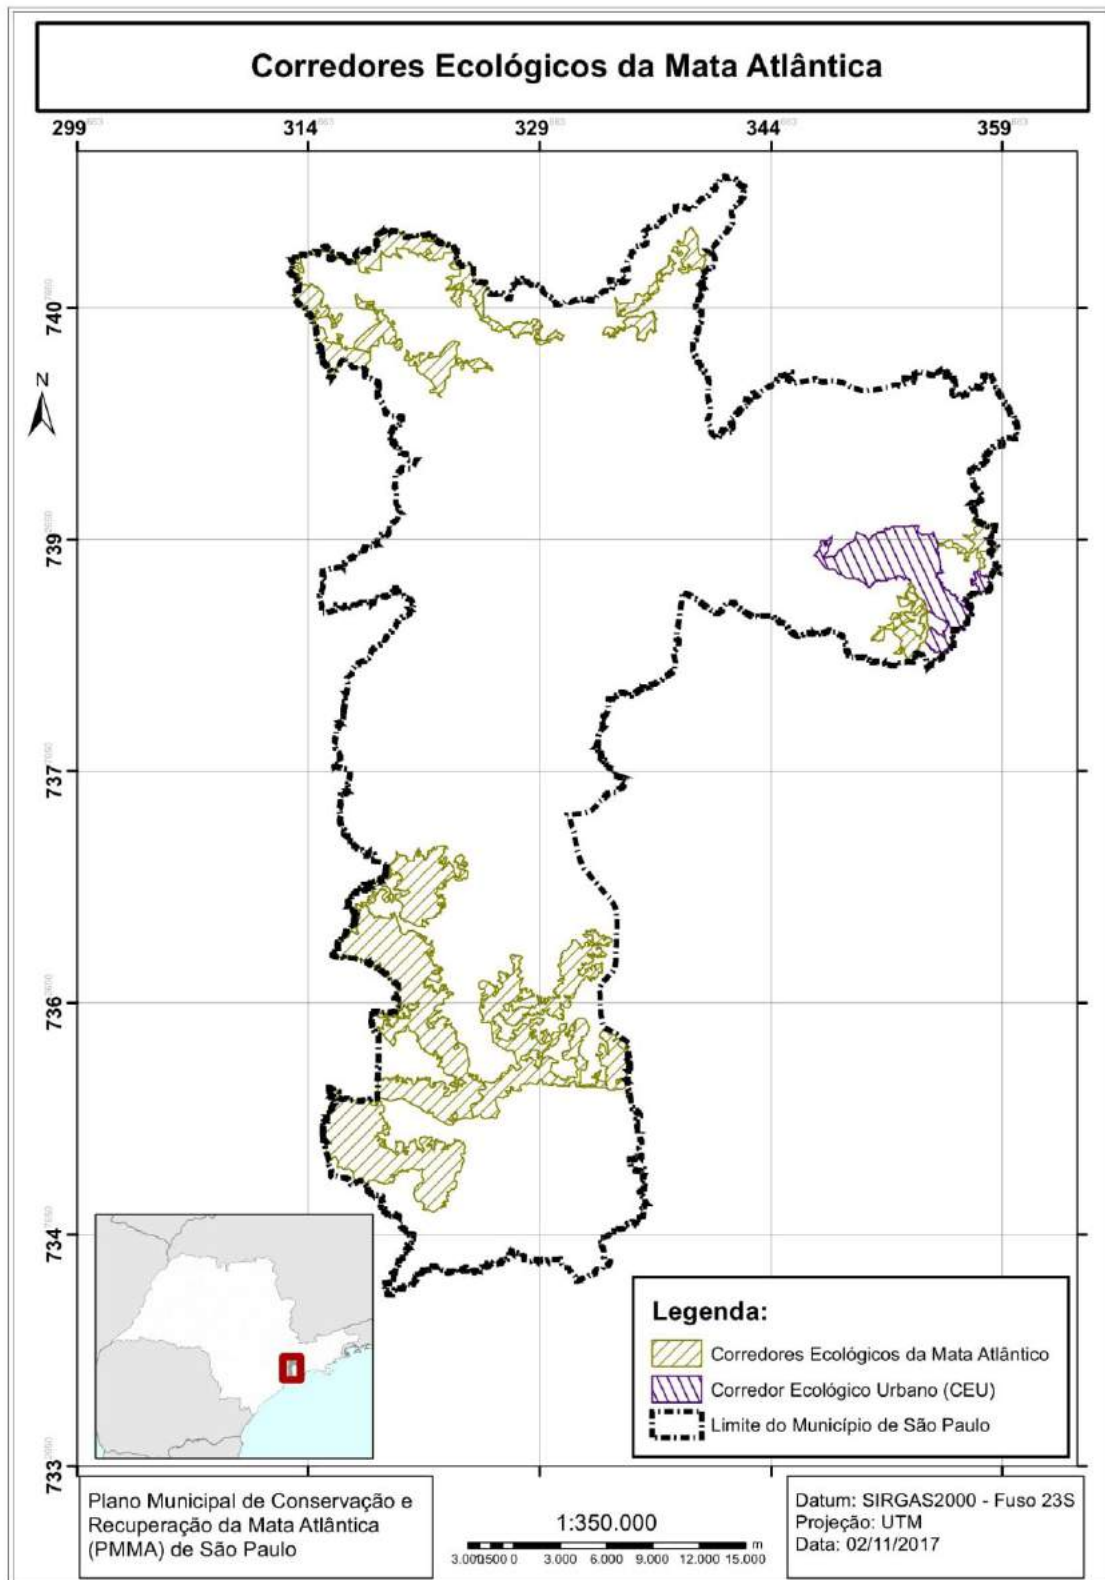 Corredores Ecológicos da Mata Atlântica
299 314 329 344 359
740
N
739
737
736
734
733
Legenda:
Corredores Ecológicos da Mata Atlântico
Corredor Ecológico Urbano (CEU)
Limite do Município de São Paulo
Plano Municipal de Conservação e
Recuperação da Mata Atlântica
(PMMA) de São Paulo
1:350.000
0 3.000 6.000 9.000 12.000 15.000 m
Datum: SIRGAS2000 - Fuso 23S
Projeção: UTM
Data: 02/11/2017